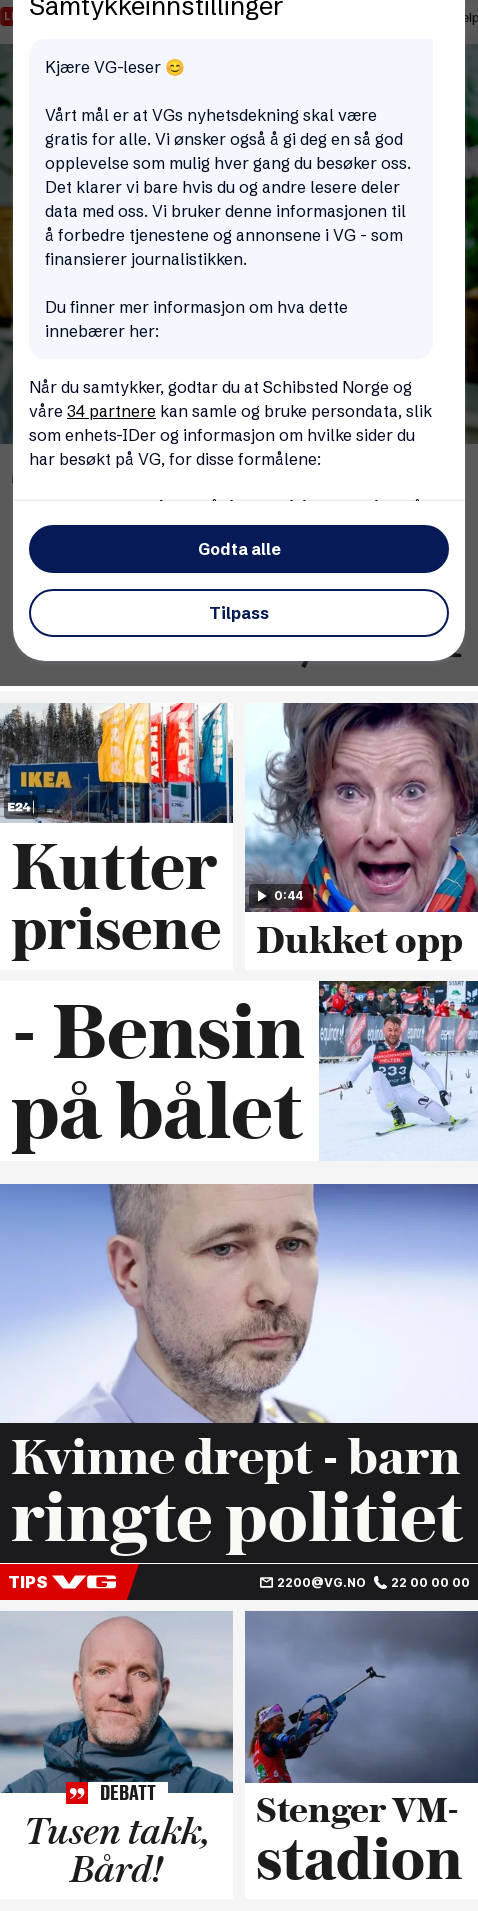 Samtykkeinnstillinger
Kjære VG-leser 😊
Vårt mål er at VGs nyhetsdekning skal være
gratis for alle. Vi ønsker også å gi deg en så god
opplevelse som mulig hver gang du besøker oss.
Det klarer vi bare hvis du og andre lesere deler
data med oss. Vi bruker denne informasjonen til
å forbedre tjenestene og annonsene i VG - som
finansierer journalistikken.
Du finner mer informasjon om hva dette
innebærer her:
Når du samtykker, godtar du at Schibsted Norge og
våre 34 partnere kan samle og bruke persondata, slik
som enhets-IDer og informasjon om hvilke sider du
har besøkt på VG, for disse formålene:
Godta alle
Tilpass
IKEA
IKEA
E24
Kutter
prisene
0:44
Dukket opp
- Bensin
på bålet
START
equinor
233
Kvinne drept - barn
ringte politiet
TIPS VG
2200@VG.NO 22 00 00 00
DEBATT
Tusen takk,
Bård!
Stenger VM-
stadion